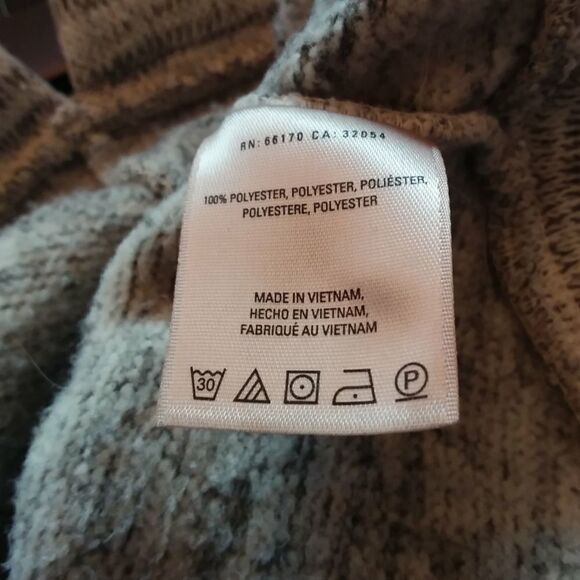 RN: 66170 CA: 32054
100% POLYESTER, POLYESTER, POLIÉSTER,
POLYESTERE, POLYESTER
MADE IN VIETNAM,
HECHO EN VIETNAM,
FABRIQUÉ AU VIETNAM
30 P